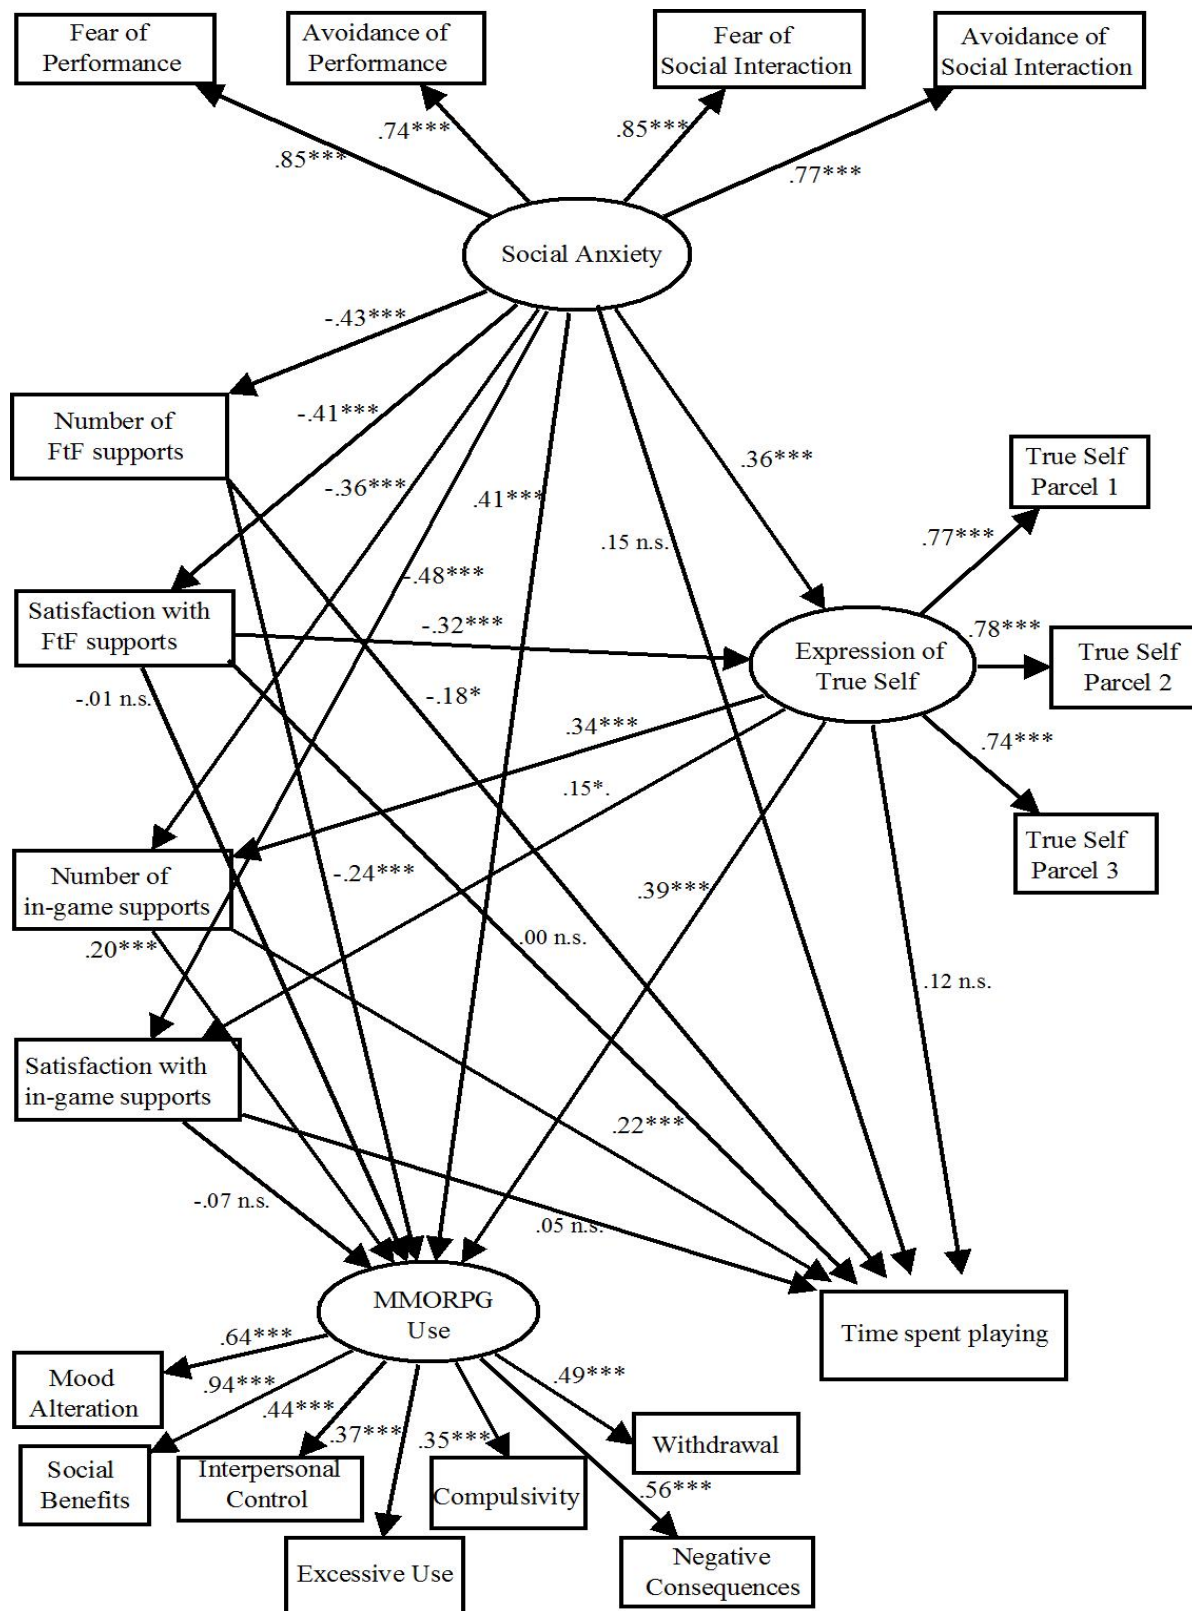 Fear of
Performance
Avoidance of
Performance
Fear of
Social Interaction
Avoidance of
Social Interaction
.85***
.74***
.85***
.77***
Social Anxiety
-.43***
-.41***
-.36***
-.48***
.41***
.15 n.s.
.36***
Number of
FtF supports
True Self
Parcel 1
.77***
Satisfaction with
FtF supports
-.32***
Expression of
True Self
.78***
True Self
Parcel 2
-.01 n.s.
-.18*
.34***
.74***
.15*.
True Self
Parcel 3
Number of
in-game supports
-.24***
.39***
.20***
.00 n.s.
.12 n.s.
Satisfaction with
in-game supports
.22***
-.07 n.s.
.05 n.s.
MMORPG
Use
Time spent playing
.64***
.94***
.44***
.37***
.35***
.49***
.56***
Mood
Alteration
Social
Benefits
Interpersonal
Control
Excessive Use
Compulsivity
Withdrawal
Negative
Consequences